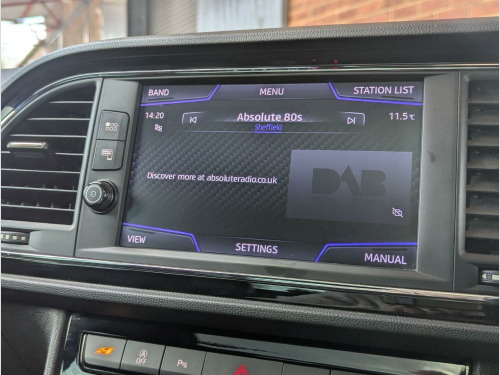 BAND MENU STATION LIST
14:20 Absolute 80s 11.5°C
Sheffield
Discover more at absoluteradio.co.uk
DAB
VIEW SETTINGS MANUAL
A OFF
P